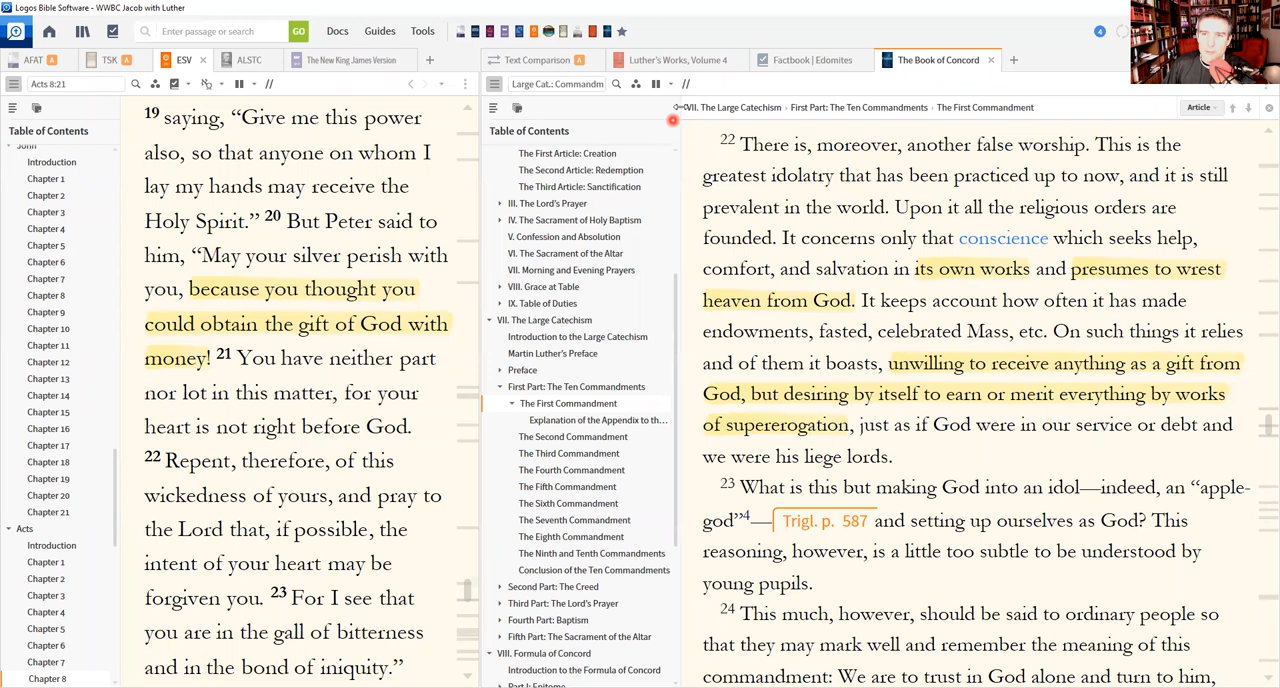 Logos Bible Software - WWBC Jacob with Luther
Enter passage or search
GO
Docs
Guides
Tools
4
AFAT A
TSK A
ESV
ALSTC
The New King James Version
Text Comparison A
Luther's Works, Volume 4
Factbook | Edomites
The Book of Concord
Acts 8:21
Large Cat.: Commandm
Table of Contents
John
Introduction
Chapter 1
Chapter 2
Chapter 3
Chapter 4
Chapter 5
Chapter 6
Chapter 7
Chapter 8
Chapter 9
Chapter 10
Chapter 11
Chapter 12
Chapter 13
Chapter 14
Chapter 15
Chapter 16
Chapter 17
Chapter 18
Chapter 19
Chapter 20
Chapter 21
Acts
Introduction
Chapter 1
Chapter 2
Chapter 3
Chapter 4
Chapter 5
Chapter 6
Chapter 7
Chapter 8
19 saying, “Give me this power
also, so that anyone on whom I
lay my hands may receive the
Holy Spirit.” 20 But Peter said to
him, “May your silver perish with
you, because you thought you
could obtain the gift of God with
money! 21 You have neither part
nor lot in this matter, for your
heart is not right before God.
22 Repent, therefore, of this
wickedness of yours, and pray to
the Lord that, if possible, the
intent of your heart may be
forgiven you. 23 For I see that
you are in the gall of bitterness
and in the bond of iniquity.”
Table of Contents
The First Article: Creation
The Second Article: Redemption
The Third Article: Sanctification
III. The Lord's Prayer
IV. The Sacrament of Holy Baptism
V. Confession and Absolution
VI. The Sacrament of the Altar
VII. Morning and Evening Prayers
VIII. Grace at Table
IX. Table of Duties
VII. The Large Catechism
Introduction to the Large Catechism
Martin Luther's Preface
Preface
First Part: The Ten Commandments
The First Commandment
Explanation of the Appendix to th...
The Second Commandment
The Third Commandment
The Fourth Commandment
The Fifth Commandment
The Sixth Commandment
The Seventh Commandment
The Eighth Commandment
The Ninth and Tenth Commandments
Conclusion of the Ten Commandments
Second Part: The Creed
Third Part: The Lord's Prayer
Fourth Part: Baptism
Fifth Part: The Sacrament of the Altar
VIII. Formula of Concord
Introduction to the Formula of Concord
Part I: Epitome
VII. The Large Catechism › First Part: The Ten Commandments › The First Commandment
Article
22 There is, moreover, another false worship. This is the
greatest idolatry that has been practiced up to now, and it is still
prevalent in the world. Upon it all the religious orders are
founded. It concerns only that conscience which seeks help,
comfort, and salvation in its own works and presumes to wrest
heaven from God. It keeps account how often it has made
endowments, fasted, celebrated Mass, etc. On such things it relies
and of them it boasts, unwilling to receive anything as a gift from
God, but desiring by itself to earn or merit everything by works
of supererogation, just as if God were in our service or debt and
we were his liege lords.
23 What is this but making God into an idol—indeed, an “apple-
god”4—Trigl. p. 587 and setting up ourselves as God? This
reasoning, however, is a little too subtle to be understood by
young pupils.
24 This much, however, should be said to ordinary people so
that they may mark well and remember the meaning of this
commandment: We are to trust in God alone and turn to him,